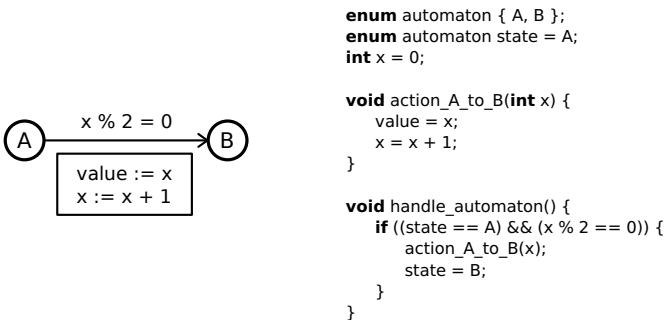 A
x % 2 = 0
B
value := x
x := x + 1
enum automaton { A, B };
enum automaton state = A;
int x = 0;
void action_A_to_B(int x) {
value = x;
x = x + 1;
}
void handle_automaton() {
if ((state == A) && (x % 2 == 0)) {
action_A_to_B(x);
state = B;
}
}